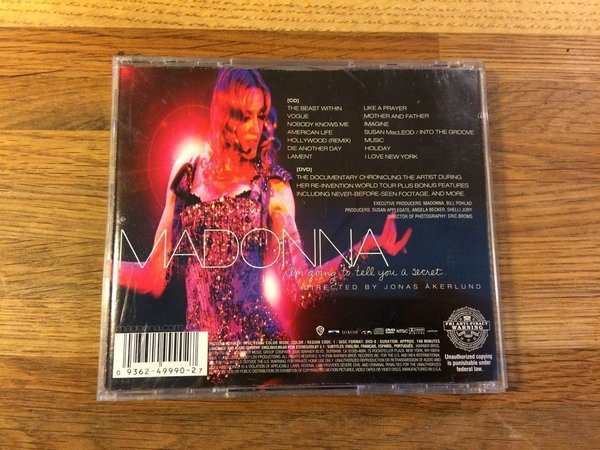 [CD]
THE BEAST WITHIN LIKE A PRAYER
VOGUE MOTHER AND FATHER
NOBODY KNOWS ME IMAGINE
AMERICAN LIFE SUSAN MacLEOD / INTO THE GROOVE
HOLLYWOOD (REMIX) MUSIC
DIE ANOTHER DAY HOLIDAY
LAMENT I LOVE NEW YORK
[DVD]
THE DOCUMENTARY CHRONICLING THE ARTIST DURING
HER RE-INVENTION WORLD TOUR PLUS BONUS FEATURES
INCLUDING NEVER-BEFORE-SEEN FOOTAGE, AND MORE.
EXECUTIVE PRODUCERS: MADONNA, BILL POHLAD
PRODUCERS: SUSAN APPLEGATE, ANGELA BECKER, SHELLI JURY
DIRECTOR OF PHOTOGRAPHY: ERIC BROMS
MADONNA
i'm going to tell you a secret.
DIRECTED BY JONAS ÅKERLUND
madonna.com
FBI ANTI-PIRACY
WARNING
Unauthorized copying
is punishable under
federal law.
0 9362-49990-2 7